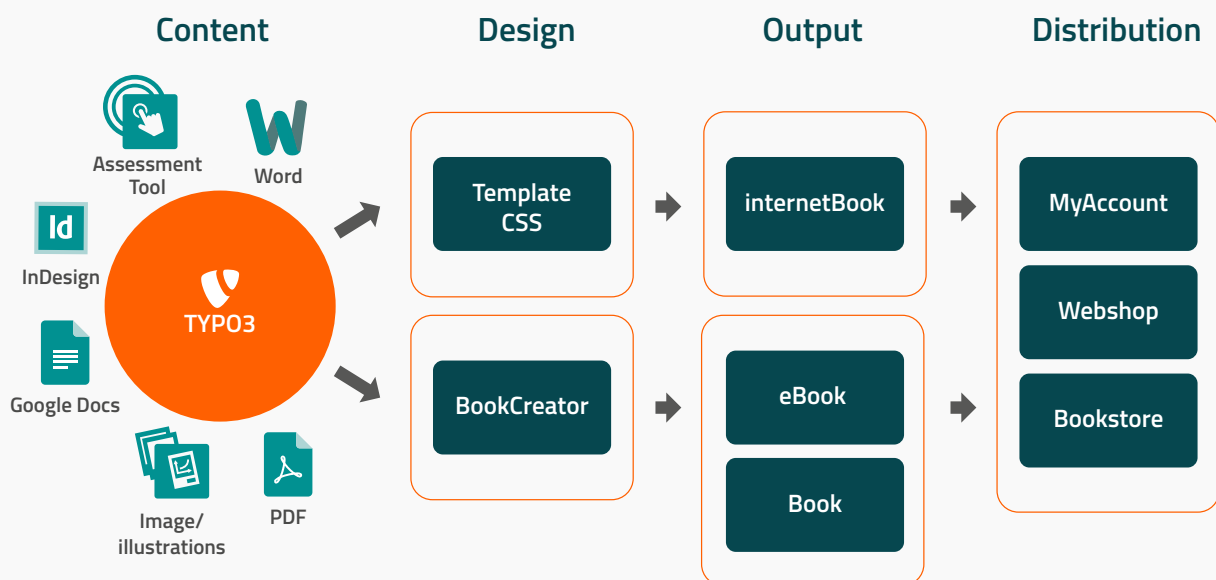 Content
Design
Output
Distribution
Assessment
Tool
Word
Id
InDesign
TYPO3
Google Docs
Image/
illustrations
PDF
Template
CSS
BookCreator
internetBook
eBook
Book
MyAccount
Webshop
Bookstore